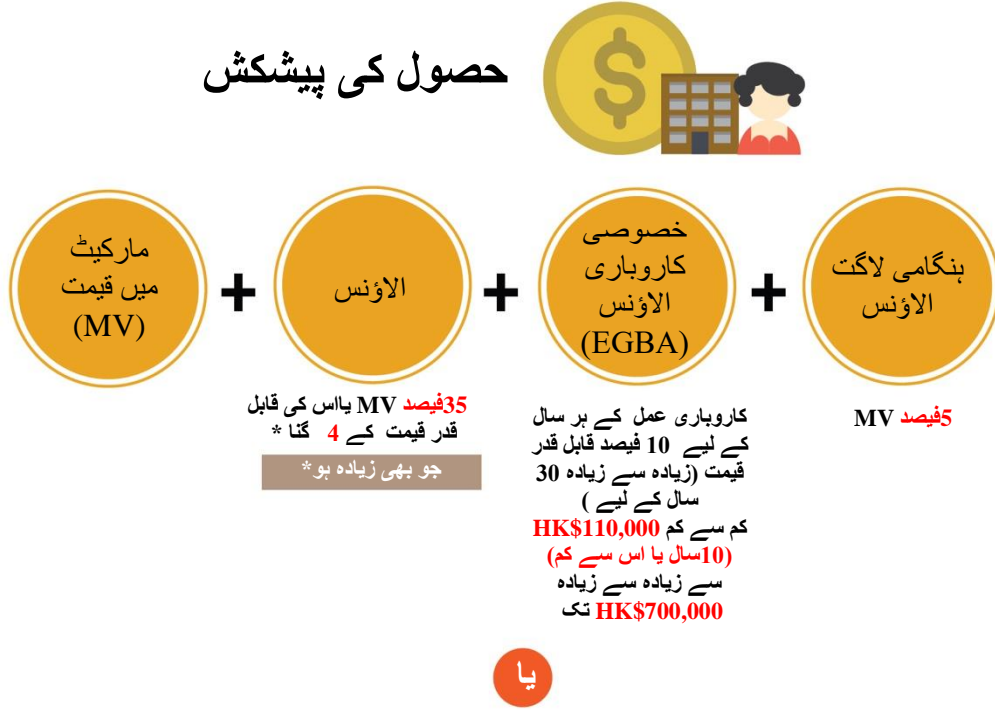 حصول کی پیشکش
$
مارکیٹ
میں قیمت
(MV)
+
الاؤنس
+
خصوصی
کاروباری
الاؤنس
(EGBA)
+
ہنگامی لاگت
الاؤنس
35فیصد MV یااس کی قابل
قدر قیمت کے 4 گنا *
جو بھی زیادہ ہو*
کاروباری عمل کے ہر سال
کے لیے 10 فیصد قابل قدر
قیمت (زیادہ سے زیادہ 30
سال کے لیے )
کم سے کم HK$110,000
(10سال یا اس سے کم)
سے زیادہ سے زیادہ
HK$700,000 تک
5فیصد MV
یا